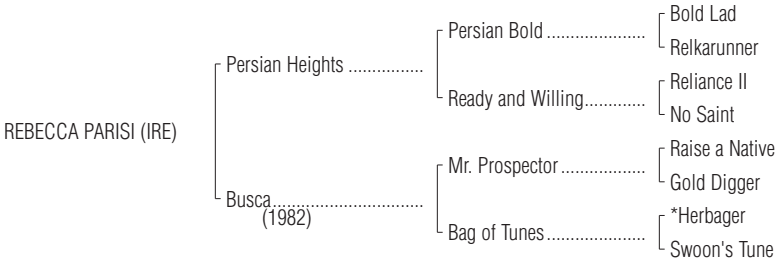 Bold Lad
Persian Bold .....................
Relkarunner
Persian Heights ................
Reliance II
Ready and Willing.............
No Saint
REBECCA PARISI (IRE)
Raise a Native
Mr. Prospector ..................
Gold Digger
Busca................................
(1982)
*Herbager
Bag of Tunes.....................
Swoon's Tune